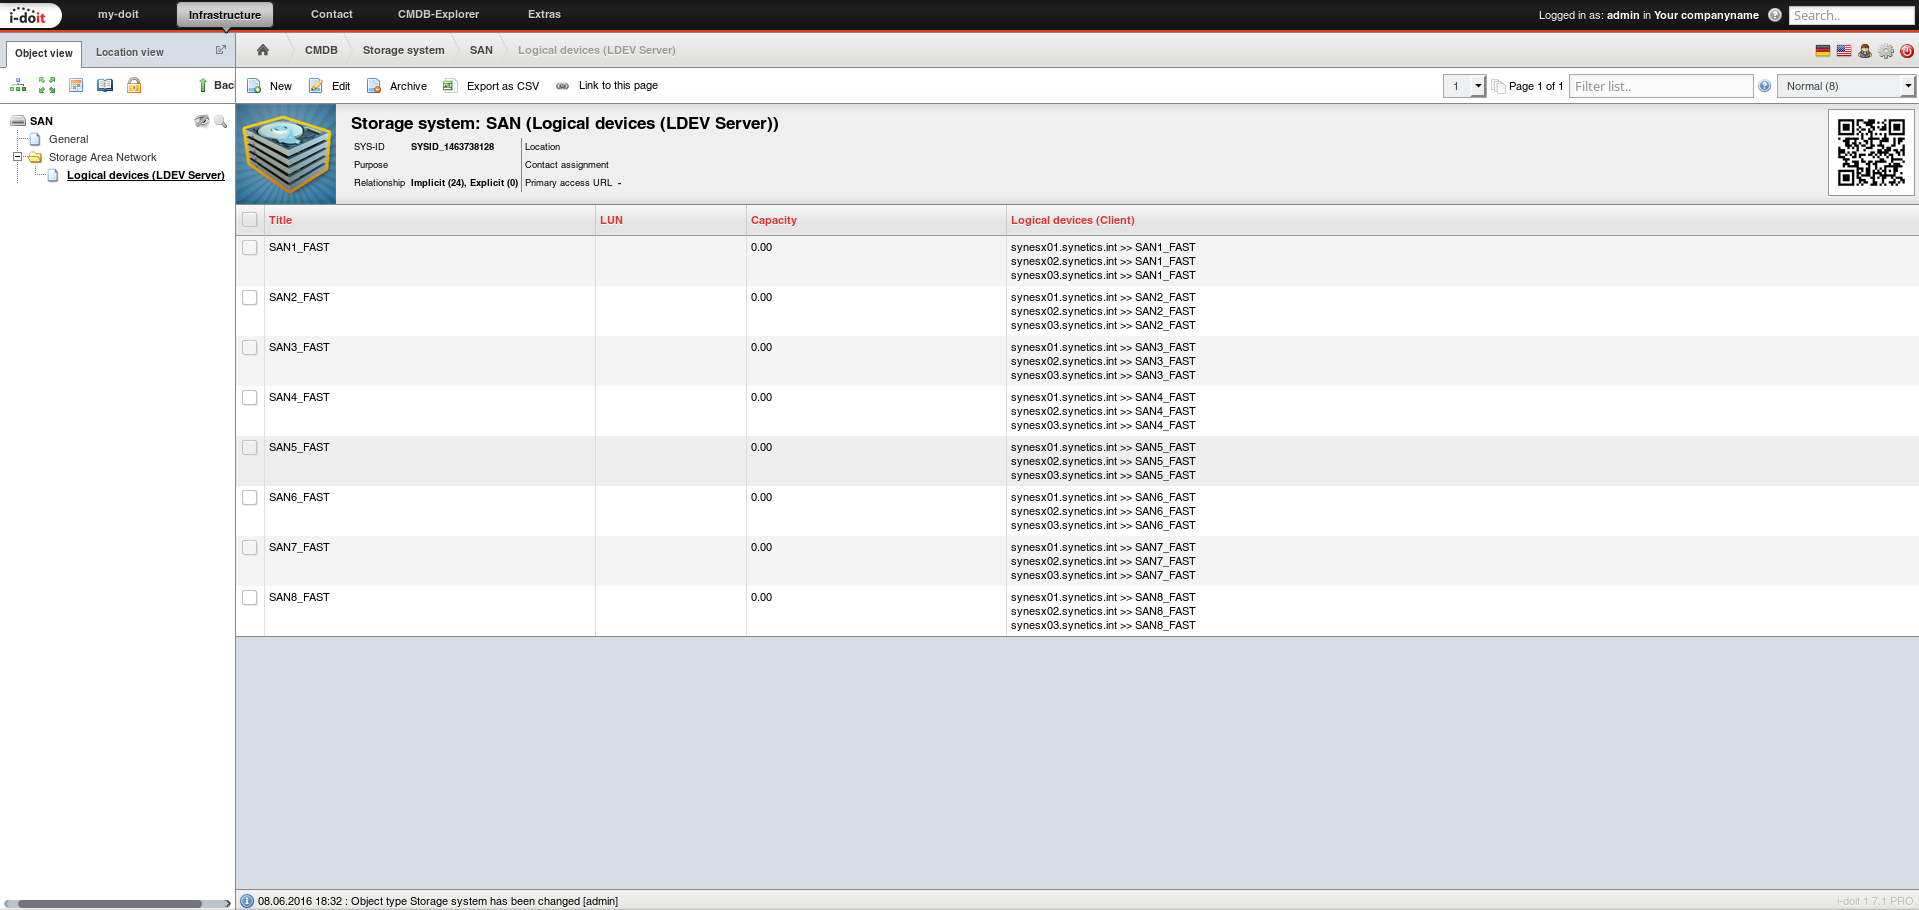 i-doit my-doit Infrastructure Contact CMDB-Explorer Extras Logged in as: admin in Your companyname Search..
Object view Location view CMDB Storage system SAN Logical devices (LDEV Server)
Bac New Edit Archive Export as CSV Link to this page 1 Page 1 of 1 Filter list.. Normal (8)
SAN
General
Storage Area Network
Logical devices (LDEV Server)
Storage system: SAN (Logical devices (LDEV Server))
SYS-ID SYSID_1463738128 Location
Purpose Contact assignment
Relationship Implicit (24), Explicit (0) Primary access URL -
Title LUN Capacity Logical devices (Client)
SAN1_FAST 0.00 synesx01.synetics.int >> SAN1_FAST
synesx02.synetics.int >> SAN1_FAST
synesx03.synetics.int >> SAN1_FAST
SAN2_FAST 0.00 synesx01.synetics.int >> SAN2_FAST
synesx02.synetics.int >> SAN2_FAST
synesx03.synetics.int >> SAN2_FAST
SAN3_FAST 0.00 synesx01.synetics.int >> SAN3_FAST
synesx02.synetics.int >> SAN3_FAST
synesx03.synetics.int >> SAN3_FAST
SAN4_FAST 0.00 synesx01.synetics.int >> SAN4_FAST
synesx02.synetics.int >> SAN4_FAST
synesx03.synetics.int >> SAN4_FAST
SAN5_FAST 0.00 synesx01.synetics.int >> SAN5_FAST
synesx02.synetics.int >> SAN5_FAST
synesx03.synetics.int >> SAN5_FAST
SAN6_FAST 0.00 synesx01.synetics.int >> SAN6_FAST
synesx02.synetics.int >> SAN6_FAST
synesx03.synetics.int >> SAN6_FAST
SAN7_FAST 0.00 synesx01.synetics.int >> SAN7_FAST
synesx02.synetics.int >> SAN7_FAST
synesx03.synetics.int >> SAN7_FAST
SAN8_FAST 0.00 synesx01.synetics.int >> SAN8_FAST
synesx02.synetics.int >> SAN8_FAST
synesx03.synetics.int >> SAN8_FAST
08.06.2016 18:32 : Object type Storage system has been changed [admin] i-doit 1.7.1 PRO